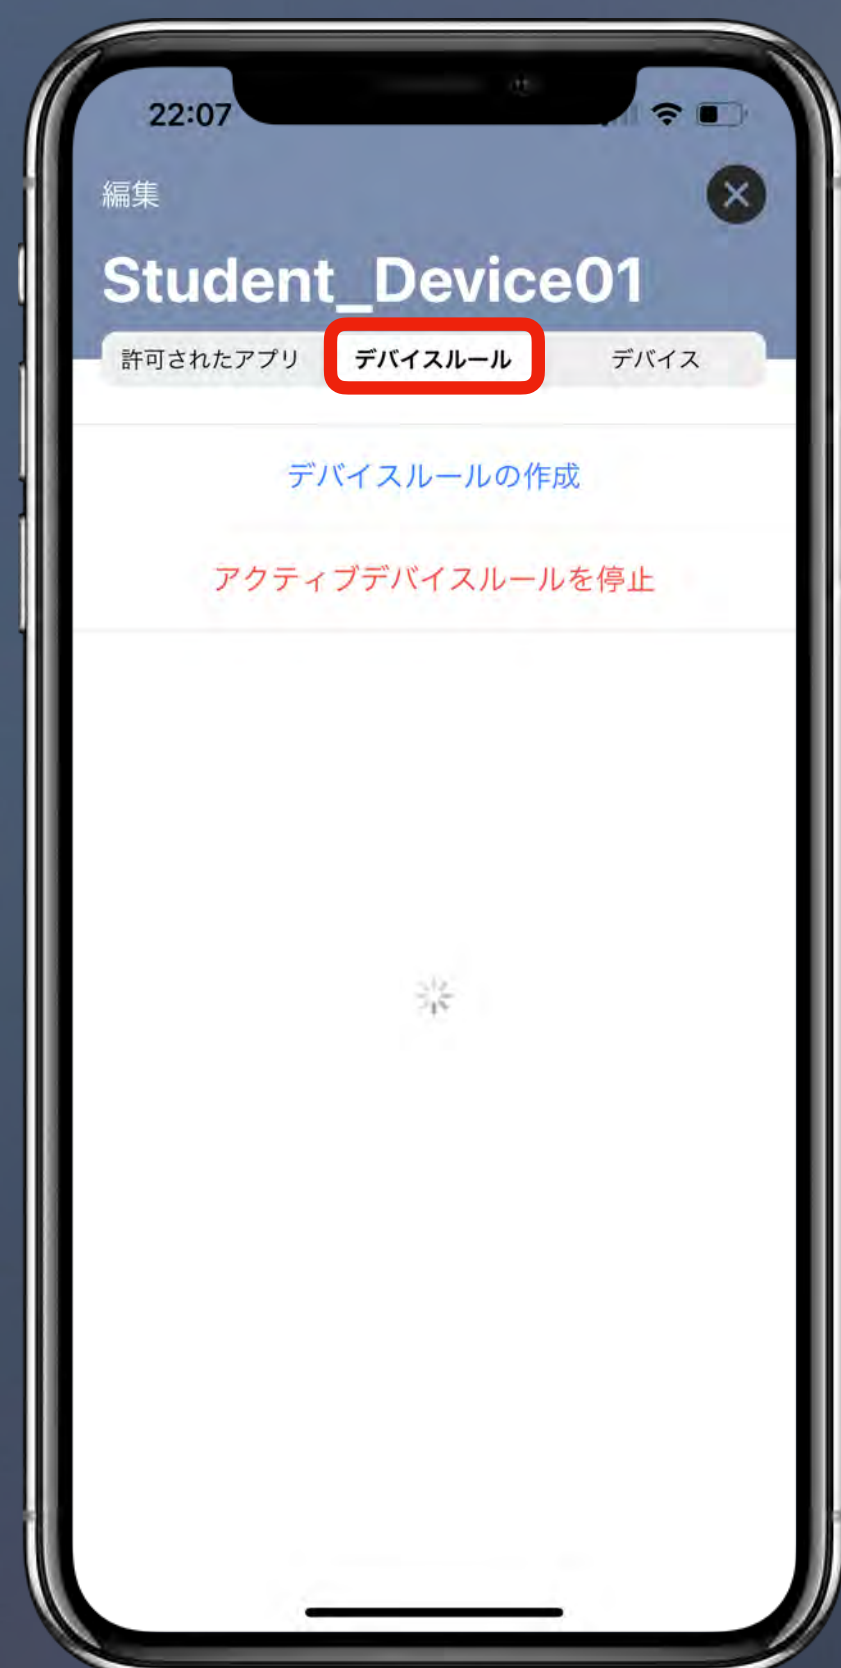 22:07
編集
Student_Device01
許可されたアプリ デバイスルール デバイス
デバイスルールの作成
アクティブデバイスルールを停止